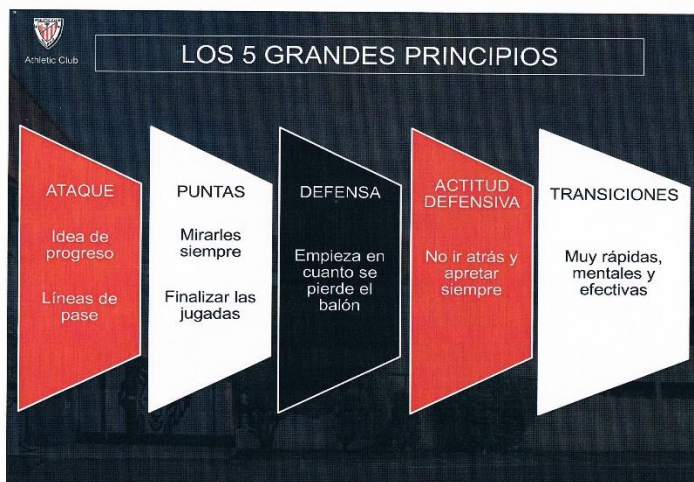 Athletic Club
LOS 5 GRANDES PRINCIPIOS
ATAQUE
Idea de
progreso
Líneas de
pase
PUNTAS
Mirarles
siempre
Finalizar las
jugadas
DEFENSA
Empieza en
cuanto se
pierde el
balón
ACTITUD
DEFENSIVA
No ir atrás y
apretar
siempre
TRANSICIONES
Muy rápidas,
mentales y
efectivas